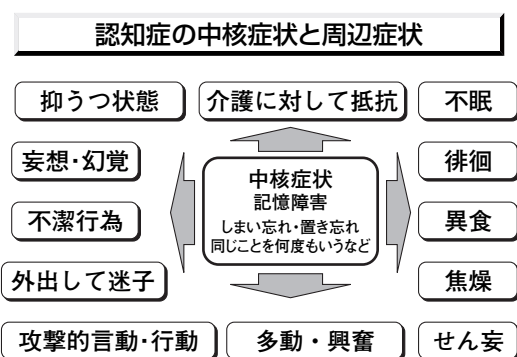 認知症の中核症状と周辺症状
抑うつ状態
介護に対して抵抗
不眠
妄想・幻覚
徘徊
中核症状
記憶障害
しまい忘れ・置き忘れ
同じことを何度もいうなど
不潔行為
異食
外出して迷子
焦燥
攻撃的言動・行動
多動・興奮
せん妄